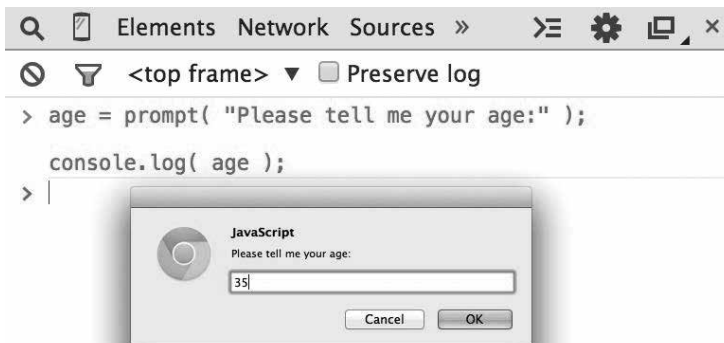 Elements Network Sources »
<top frame> ▼ Preserve log
> age = prompt( "Please tell me your age:" );
console.log( age );
>
JavaScript
Please tell me your age:
35
Cancel OK